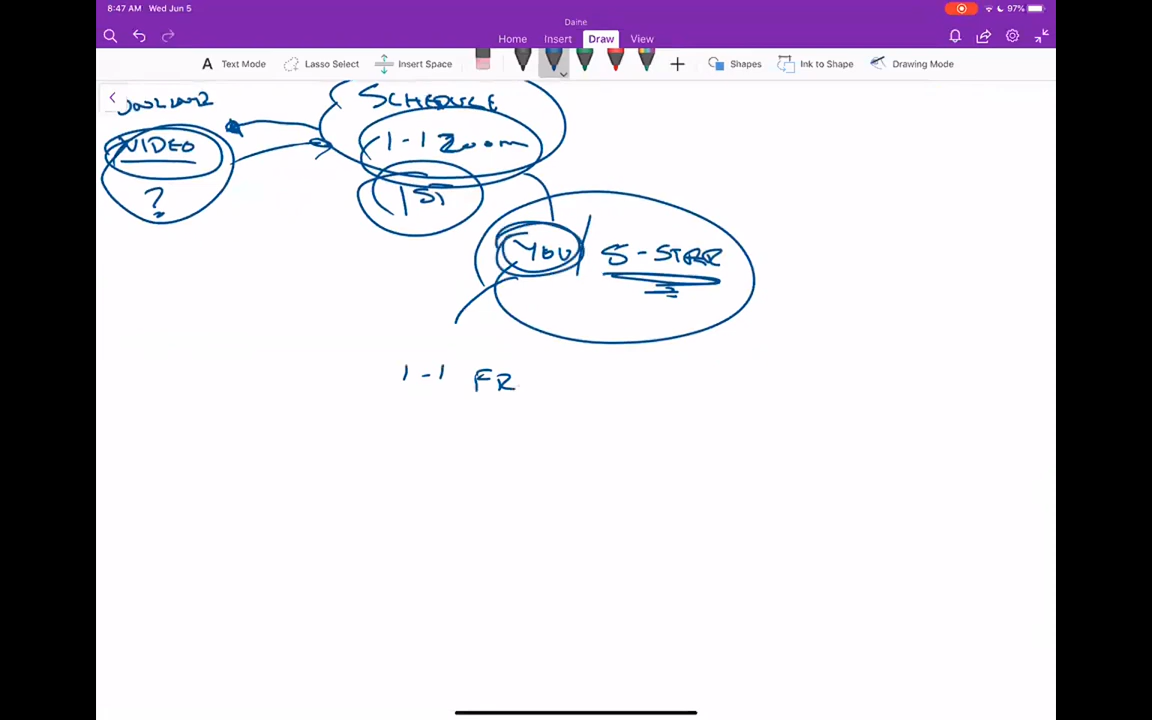 8:47 AM Wed Jun 5
97%
Daine
Home Insert Draw View
A Text Mode Lasso Select Insert Space Shapes Ink to Shape Drawing Mode
SCHEDULE
VIDEO
1-1 Zoom
?
1ST
YOU 5-STAR
1-1 FR